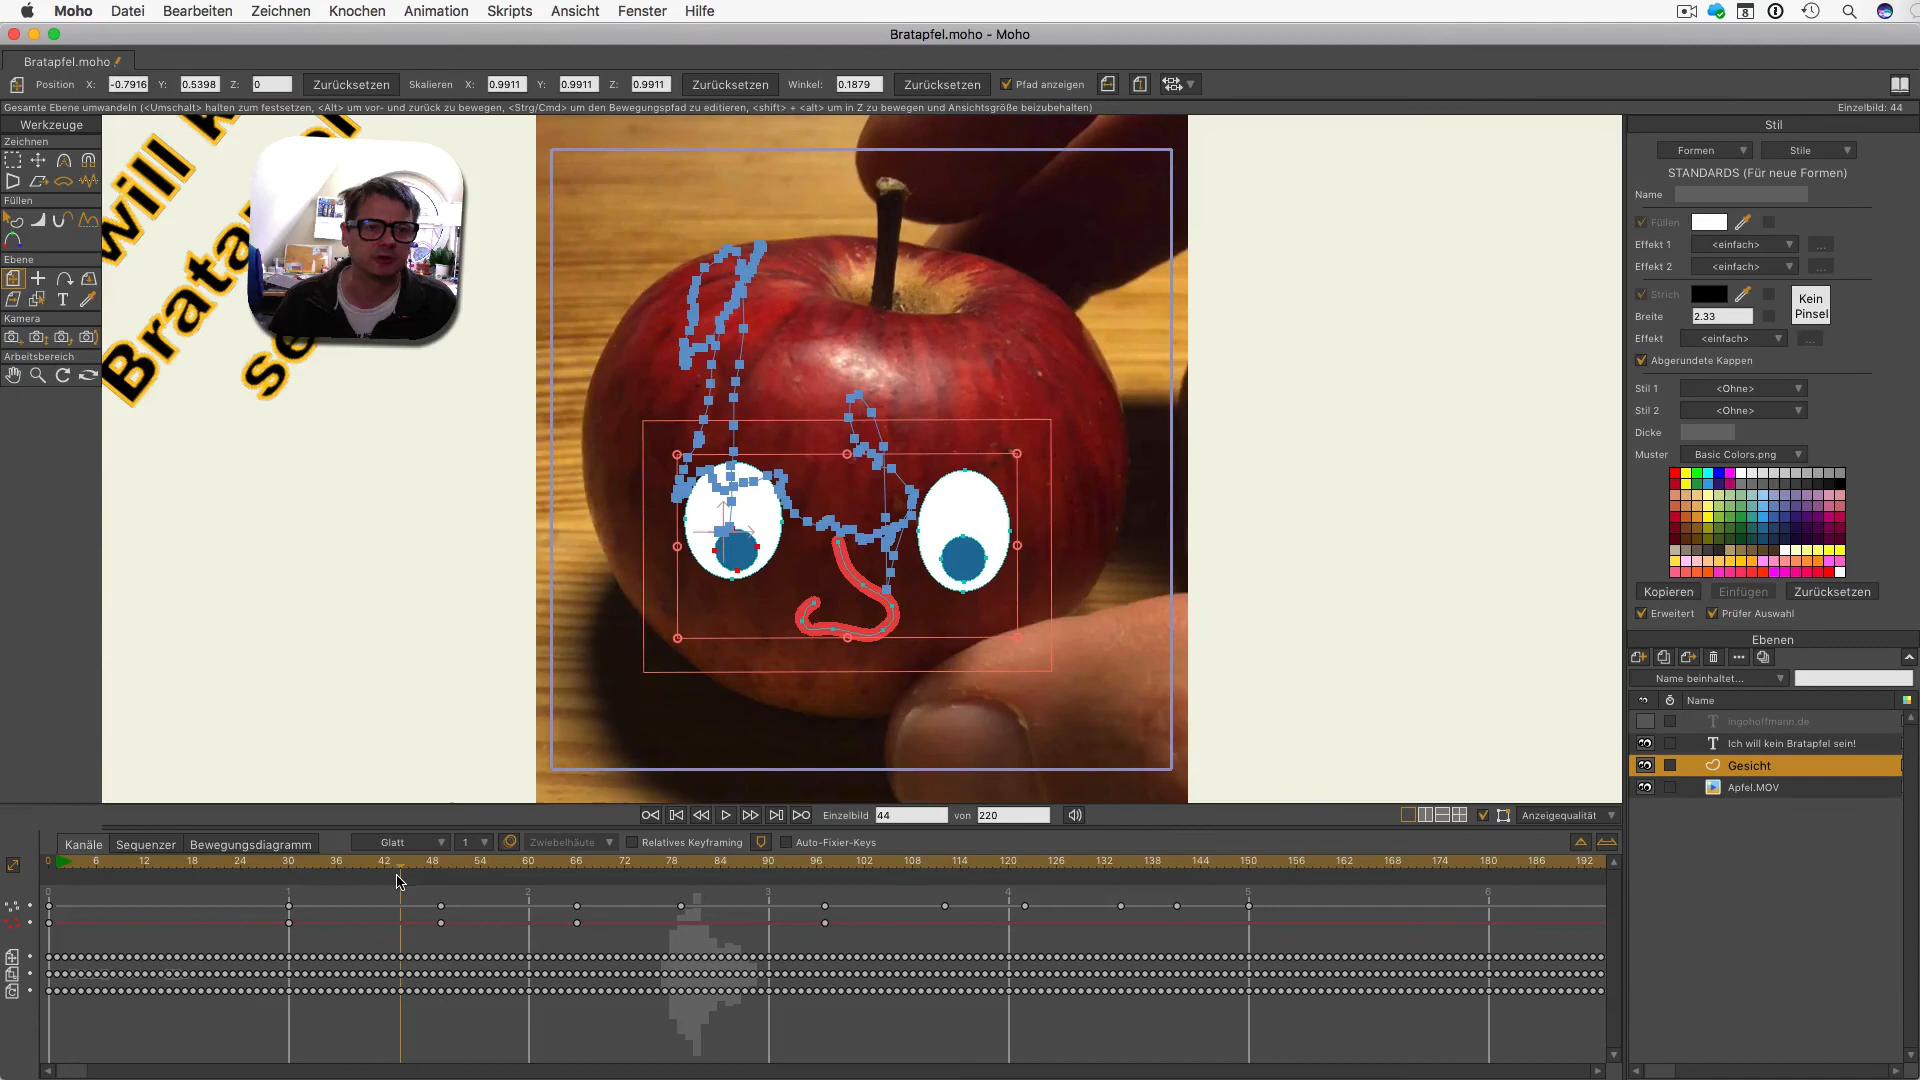 Moho Datei Bearbeiten Zeichnen Knochen Animation Skripts Ansicht Fenster Hilfe
Bratapfel.moho - Moho
Bratapfel.moho
Position X: -0.7916 Y: 0.5398 Z: 0 Zurücksetzen Skalieren X: 0.9911 Y: 0.9911 Z: 0.9911 Zurücksetzen Winkel: 0.1879 Zurücksetzen Pfad anzeigen
Gesamte Ebene umwandeln (<Umschalt> halten zum festsetzen, <Alt> um vor- und zurück zu bewegen, <Strg/Cmd> um den Bewegungspfad zu editieren, <shift> + <alt> um in Z zu bewegen und Ansichtsgröße beizubehalten) Einzelbild: 44
Werkzeuge
Zeichnen
Füllen
Ebene
Kamera
Arbeitsbereich
will
Stil
Formen Stile
STANDARDS (Für neue Formen)
Name
Füllen
Effekt 1 <einfach> ...
Effekt 2 <einfach> ...
Strich
Kein
Pinsel
Breite 2.33
Effekt <einfach> ...
Abgerundete Kappen
Stil 1 <Ohne>
Stil 2 <Ohne>
Dicke
Muster Basic Colors.png
Kopieren Einfügen Zurücksetzen
Erweitert Prüfer Auswahl
Ebenen
Name beinhaltet...
Name
ingohoffmann.de
Ich will kein Bratapfel sein!
Gesicht
Apfel.MOV
Einzelbild 44 von 220 Anzeigequalität
Kanäle Sequenzer Bewegungsdiagramm Glatt 1 Zwiebelhäute Relatives Keyframing Auto-Fixier-Keys
0 6 12 18 24 30 36 42 48 54 60 66 72 78 84 90 96 102 108 114 120 126 132 138 144 150 156 162 168 174 180 186 192
0 1 2 3 4 5 6